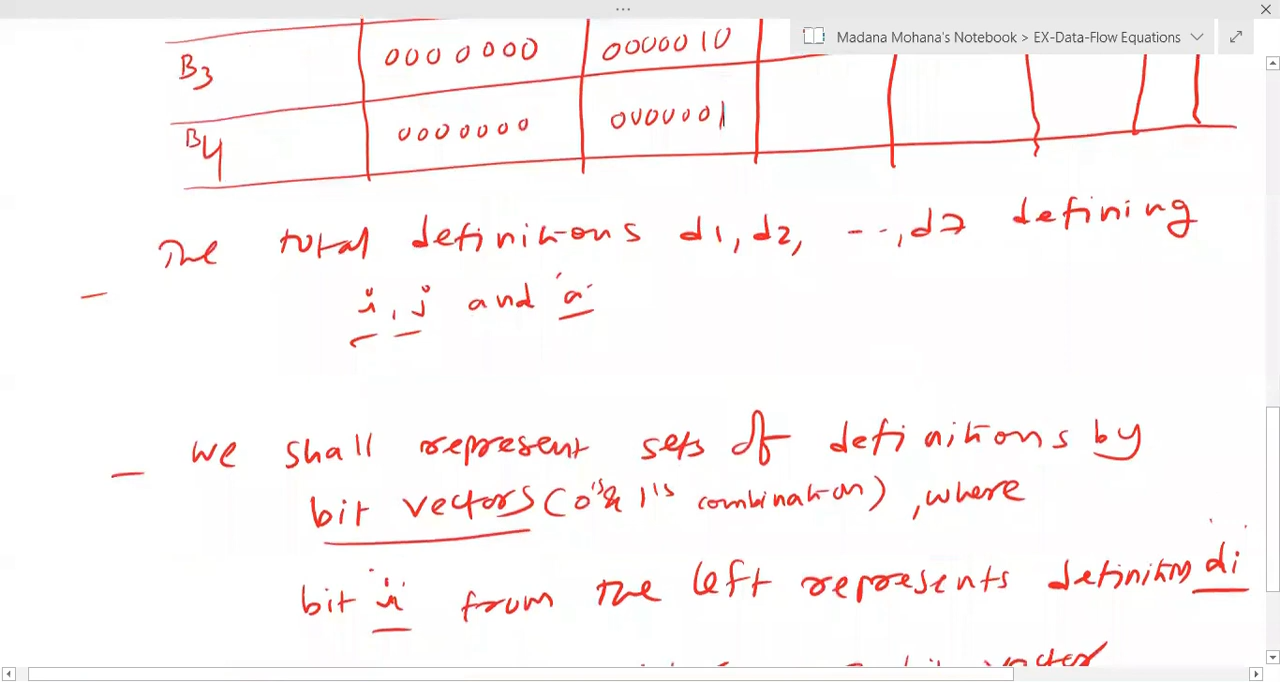 ...
Madana Mohana's Notebook > EX-Data-Flow Equations
B3 0000000 0000010
B4 0000000 0000001
- The total definitions d1, d2, --, d7 defining
i, j and 'a'
- we shall represent sets of definitions by
bit vectors (0's & 1's combination), where
bit 'i' from the left represents definition di
vector